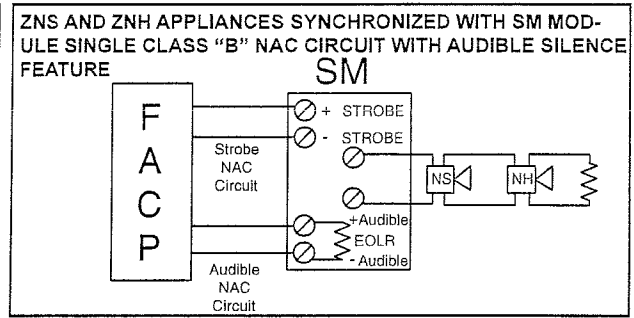 ZNS AND ZNH APPLIANCES SYNCHRONIZED WITH SM MOD-
ULE SINGLE CLASS “B” NAC CIRCUIT WITH AUDIBLE SILENCE
FEATURE
SM
F
A
C
P
+ STROBE
- STROBE
Strobe
NAC
Circuit
NS
NH
+Audible
EOLR
- Audible
Audible
NAC
Circuit